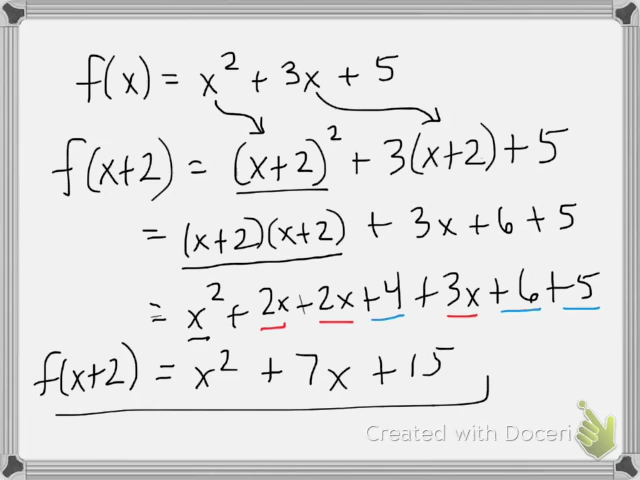 f(x) = x² + 3x + 5
f(x+2) = (x+2)² + 3(x+2) + 5
= (x+2)(x+2) + 3x + 6 + 5
= x² + 2x + 2x + 4 + 3x + 6 + 5
f(x+2) = x² + 7x + 15
Created with Doceri